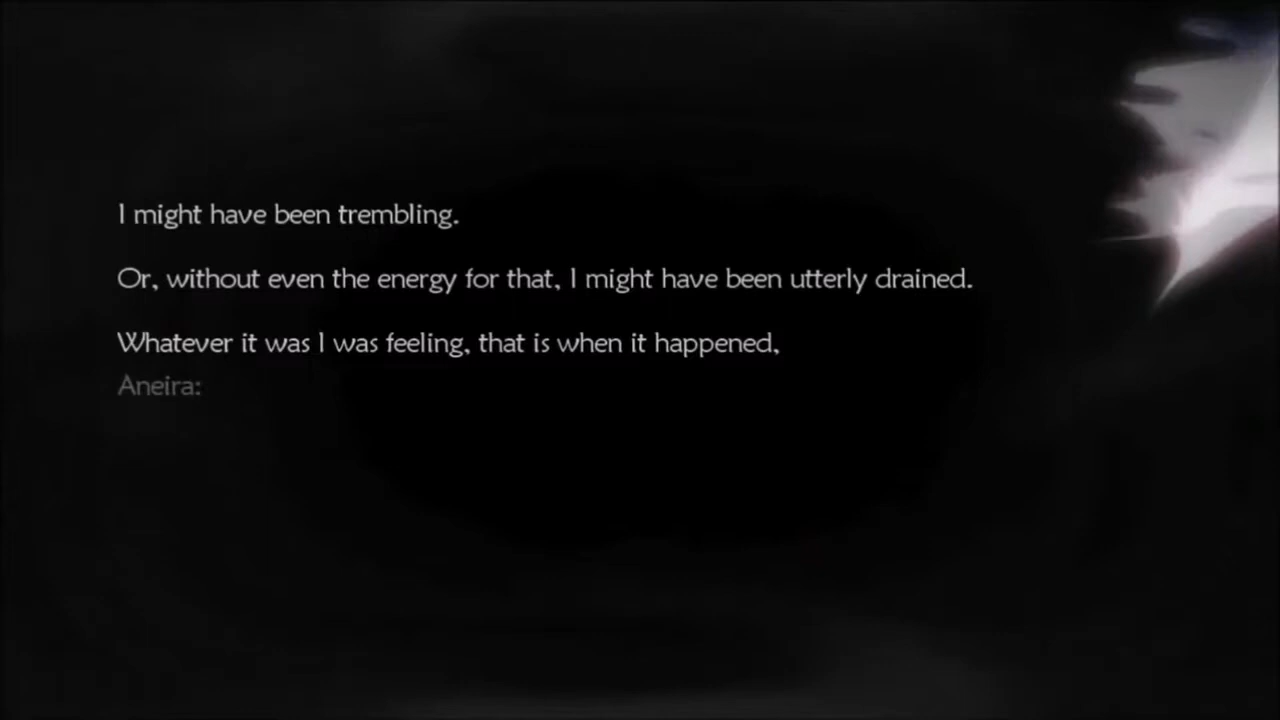 I might have been trembling.
Or, without even the energy for that, I might have been utterly drained.
Whatever it was I was feeling, that is when it happened,
Aneira: